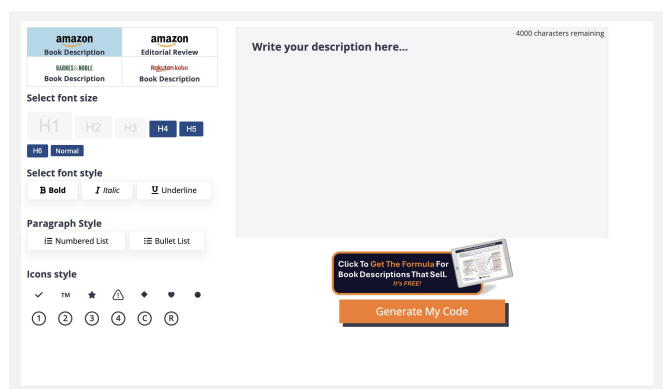 amazon
Book Description
amazon
Editorial Review
BARNES&NOBLE
Book Description
Rakuten kobo
Book Description
Select font size
H1 H2 H3 H4 H5
H6 Normal
Select font style
B Bold I Italic U Underline
Paragraph Style
Numbered List Bullet List
Icons style
TM
1 2 3 4 C R
4000 characters remaining
Write your description here...
Click To Get The Formula For
Book Descriptions That Sell.
It's FREE!
Generate My Code